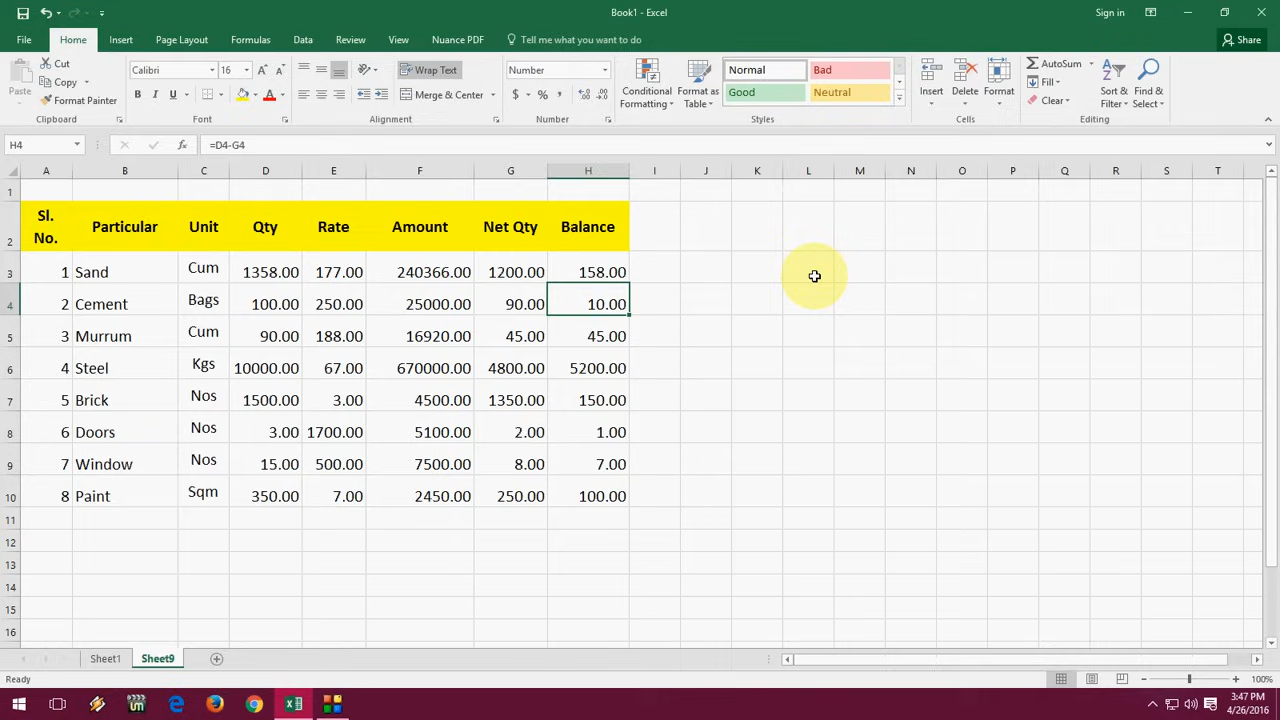 Book1 - Excel
Sign in
File Home Insert Page Layout Formulas Data Review View Nuance PDF Tell me what you want to do Share
Paste
Cut
Copy
Format Painter
Clipboard
Calibri 16
B I U
Font
Wrap Text
Merge & Center
Alignment
Number
$ % ,
Number
Conditional Formatting
Format as Table
Normal Bad
Good Neutral
Styles
Insert Delete Format
Cells
AutoSum
Fill
Clear
Sort & Filter
Find & Select
Editing
H4 fx =D4-G4
A B C D E F G H I J K L M N O P Q R S T
1
2 Sl. No. Particular Unit Qty Rate Amount Net Qty Balance
3 1 Sand Cum 1358.00 177.00 240366.00 1200.00 158.00
4 2 Cement Bags 100.00 250.00 25000.00 90.00 10.00
5 3 Murrum Cum 90.00 188.00 16920.00 45.00 45.00
6 4 Steel Kgs 10000.00 67.00 670000.00 4800.00 5200.00
7 5 Brick Nos 1500.00 3.00 4500.00 1350.00 150.00
8 6 Doors Nos 3.00 1700.00 5100.00 2.00 1.00
9 7 Window Nos 15.00 500.00 7500.00 8.00 7.00
10 8 Paint Sqm 350.00 7.00 2450.00 250.00 100.00
11
12
13
14
15
16
Sheet1 Sheet9
Ready 100%
3:47 PM
4/26/2016